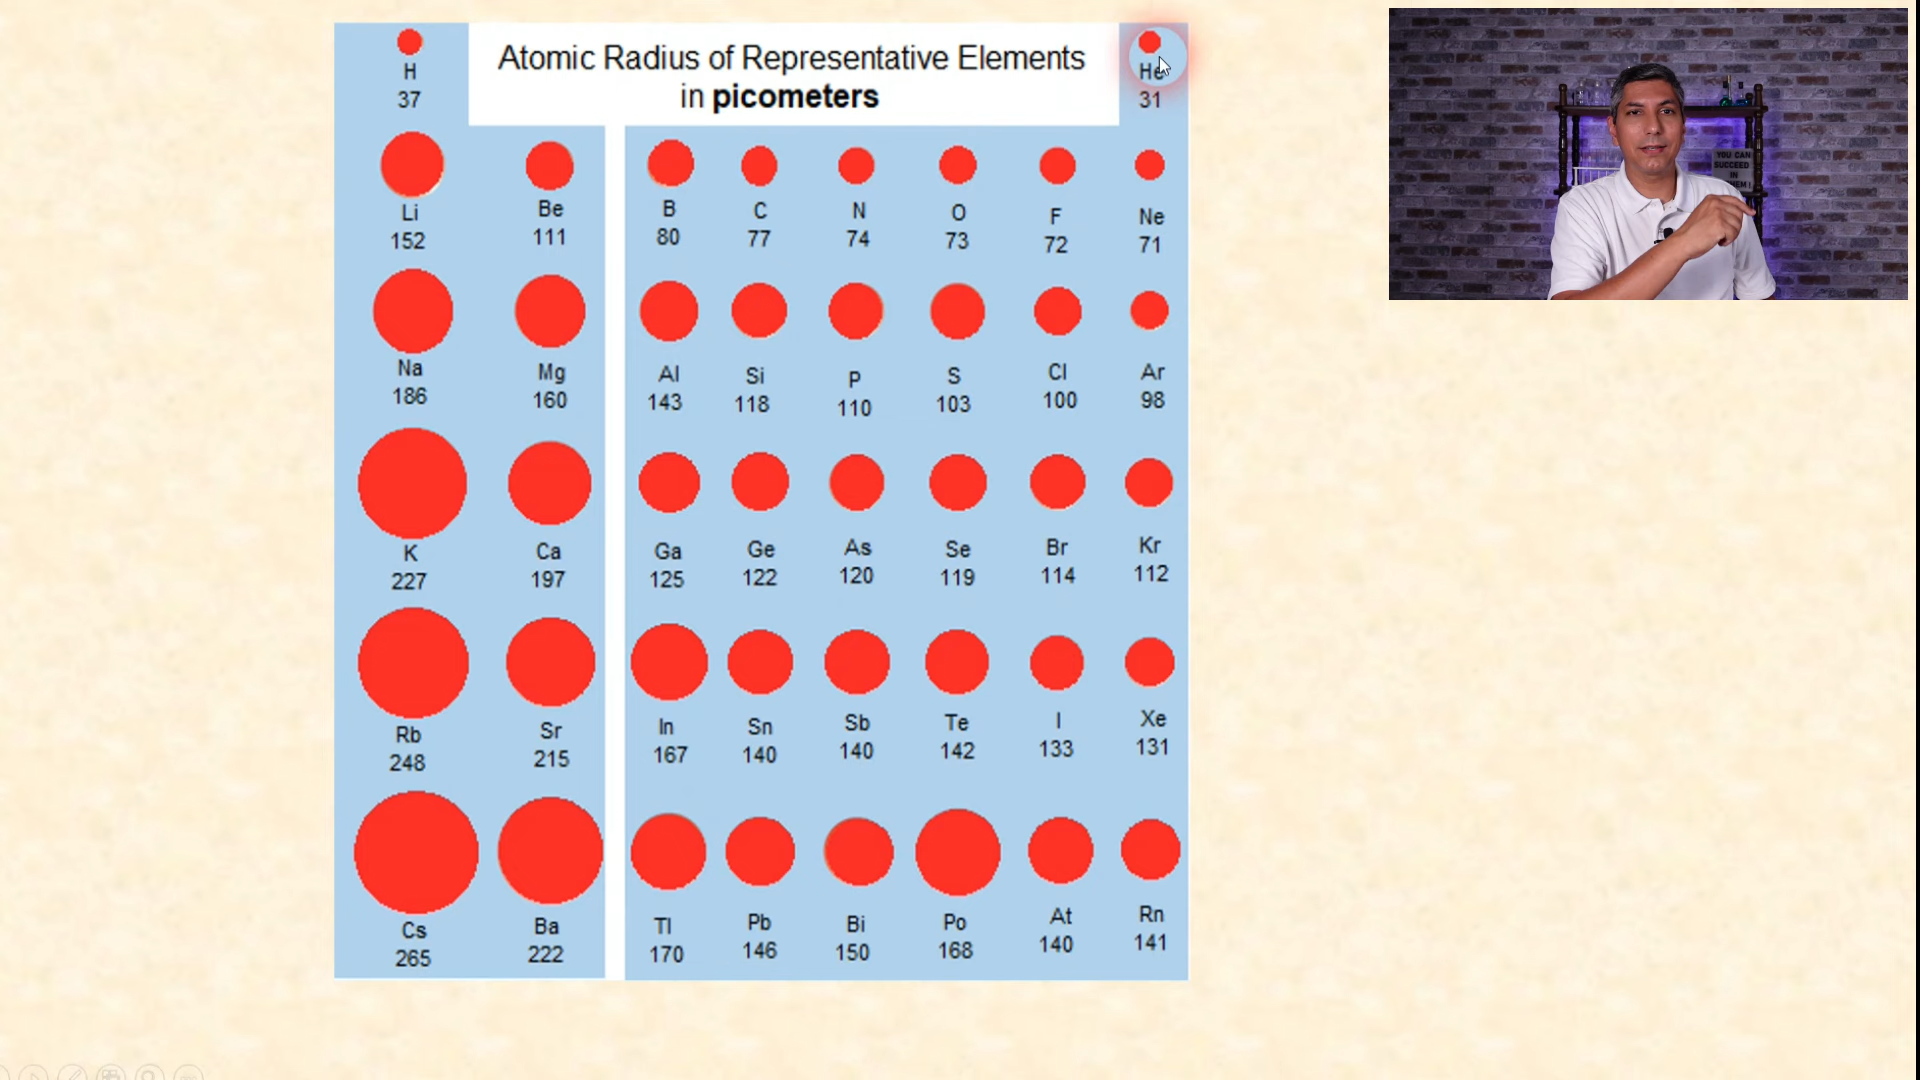 Atomic Radius of Representative Elements
in picometers
H He
37 31
Li Be B C N O F Ne
152 111 80 77 74 73 72 71
Na Mg Al Si P S Cl Ar
186 160 143 118 110 103 100 98
K Ca Ga Ge As Se Br Kr
227 197 125 122 120 119 114 112
Rb Sr In Sn Sb Te I Xe
248 215 167 140 140 142 133 131
Cs Ba Tl Pb Bi Po At Rn
265 222 170 146 150 168 140 141
YOU CAN
SUCCEED
IN